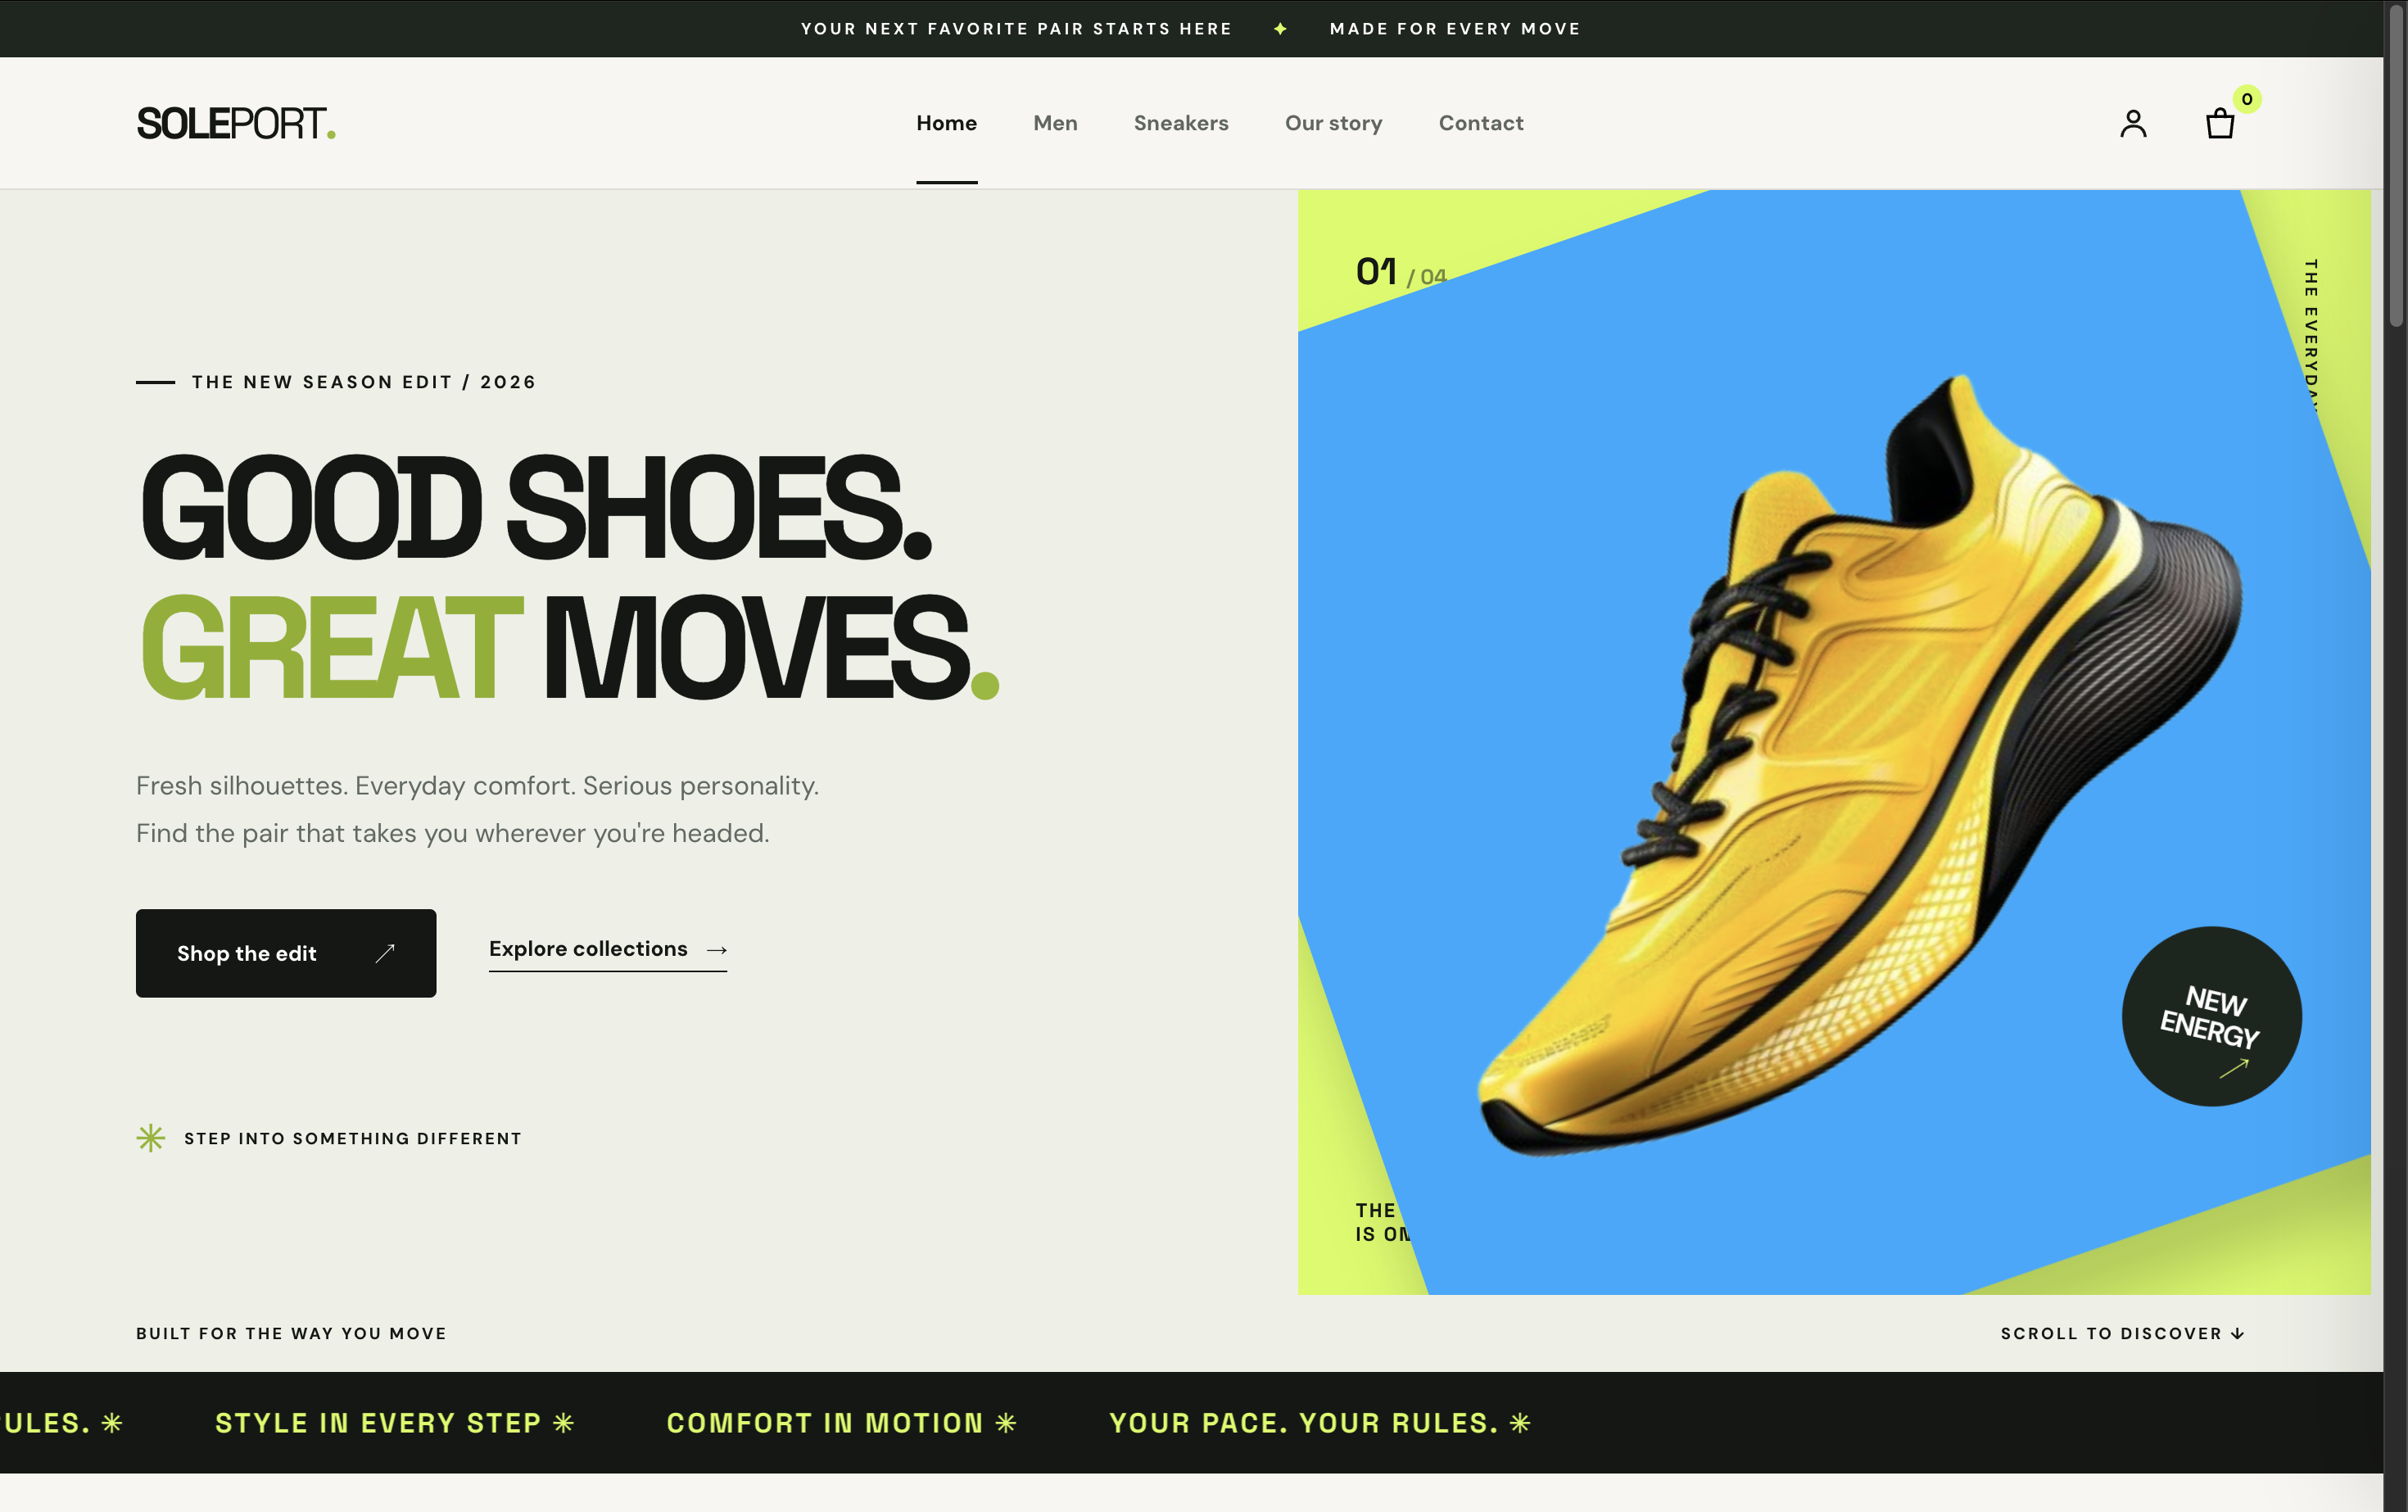 YOUR NEXT FAVORITE PAIR STARTS HERE ✦ MADE FOR EVERY MOVE
SOLEPORT.
Home Men Sneakers Our story Contact
0
THE NEW SEASON EDIT / 2026
GOOD SHOES.
GREAT MOVES.
Fresh silhouettes. Everyday comfort. Serious personality.
Find the pair that takes you wherever you're headed.
Shop the edit ↗
Explore collections →
✳ STEP INTO SOMETHING DIFFERENT
01 / 04
THE EVERYDAY
NEW
ENERGY
↗
THE
IS
BUILT FOR THE WAY YOU MOVE
SCROLL TO DISCOVER ↓
RULES. ✳ STYLE IN EVERY STEP ✳ COMFORT IN MOTION ✳ YOUR PACE. YOUR RULES. ✳